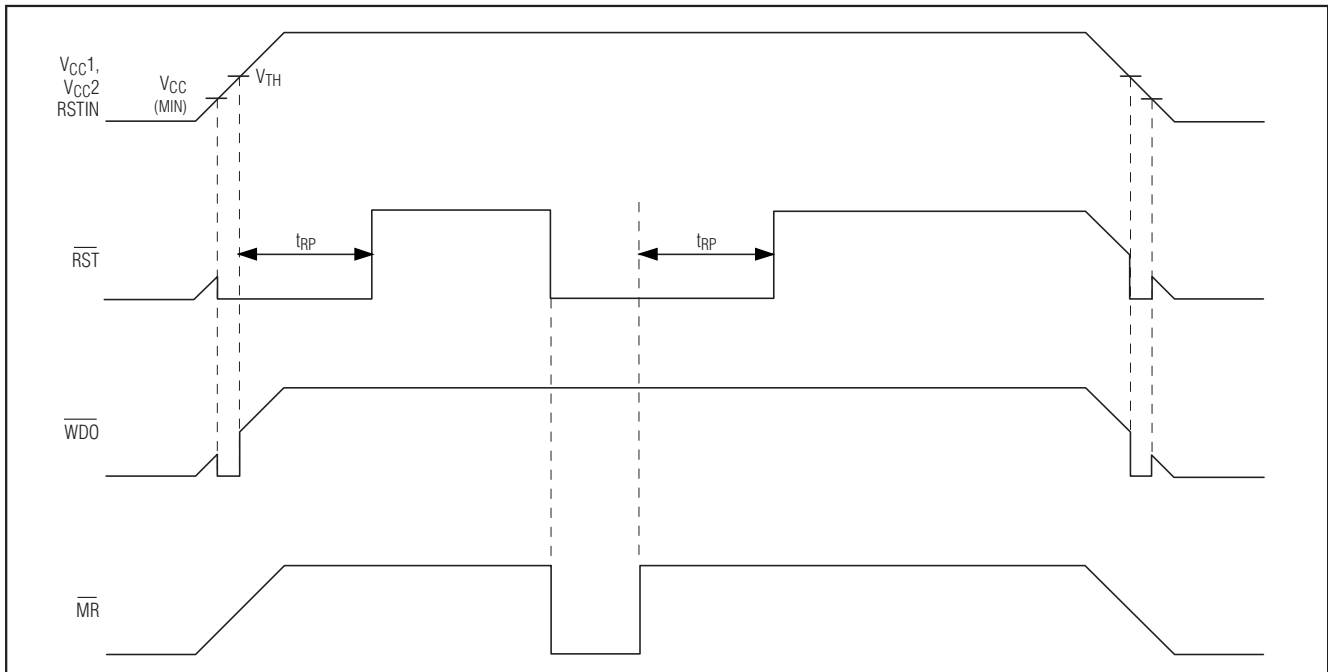 VCC1,
VCC2
RSTIN
VCC
(MIN)
VTH
RST
tRP
tRP
WDO
MR